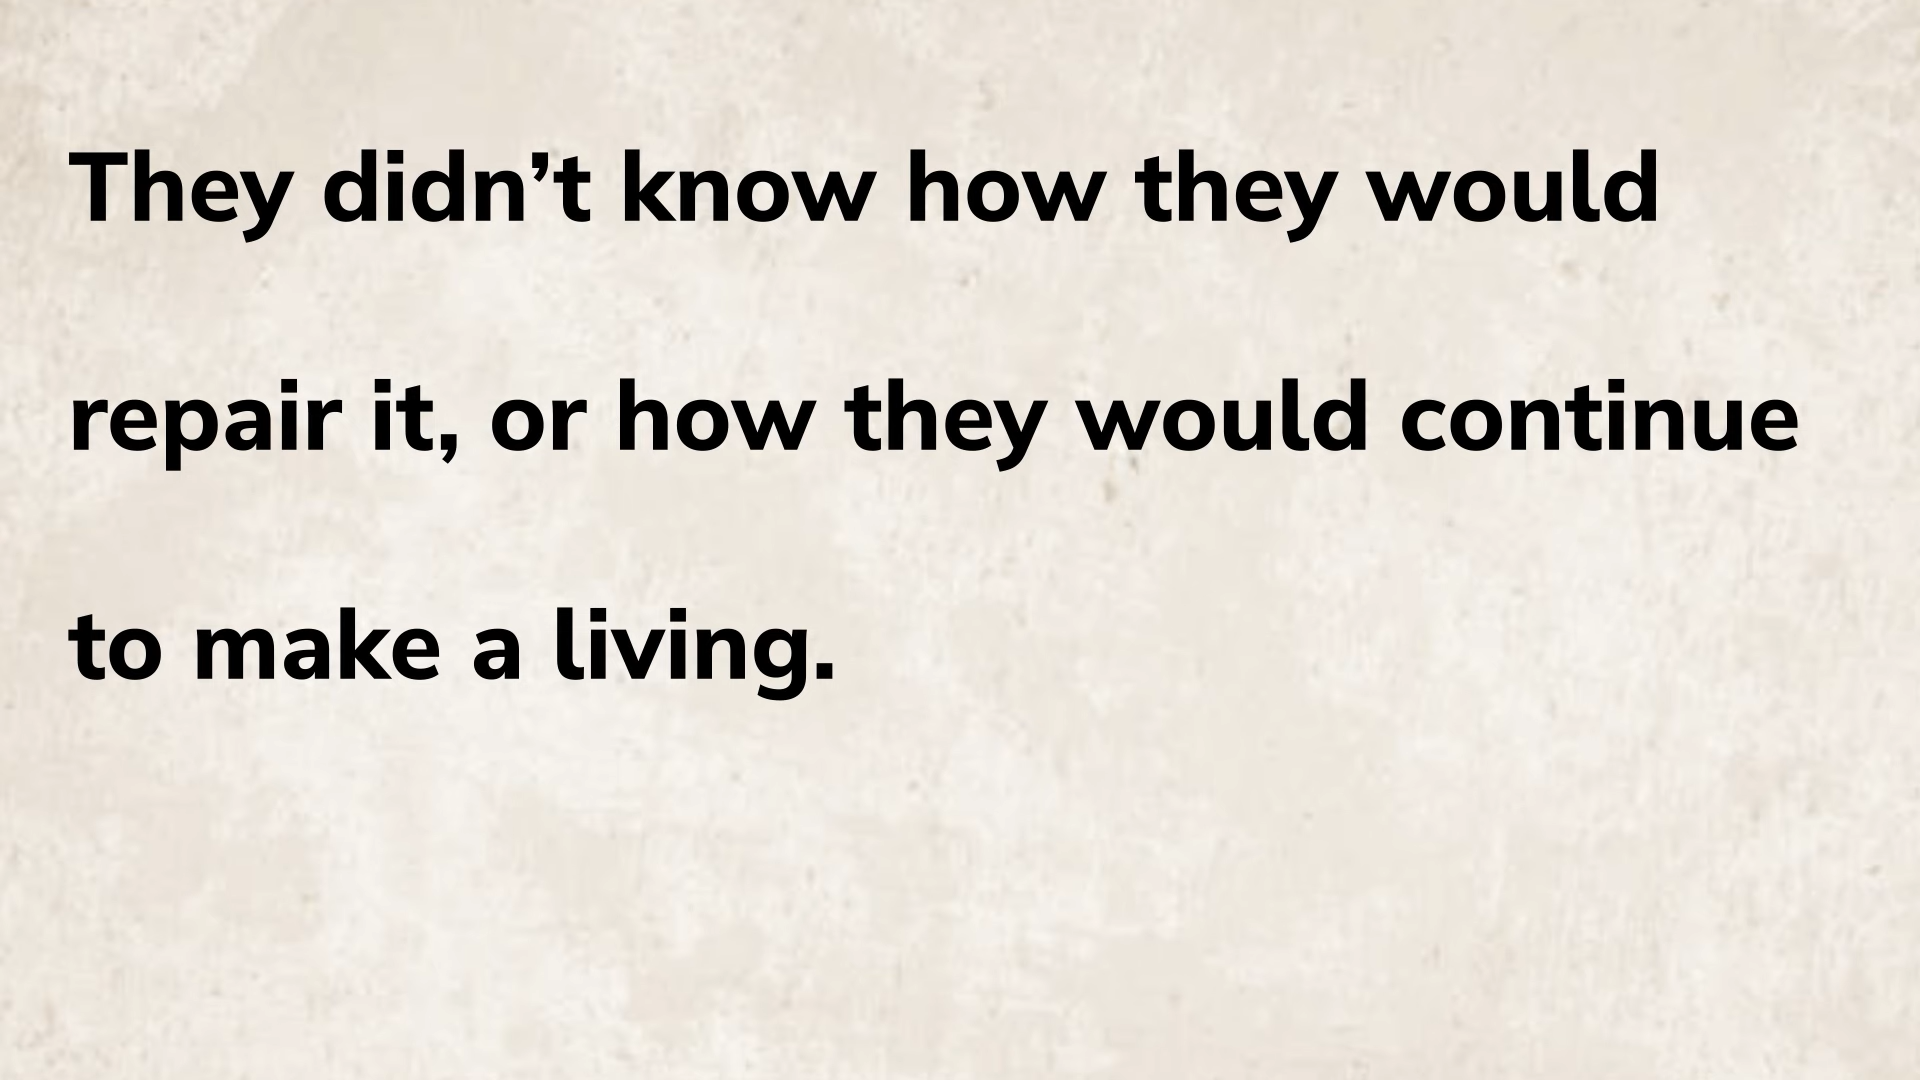 They didn’t know how they would
repair it, or how they would continue
to make a living.